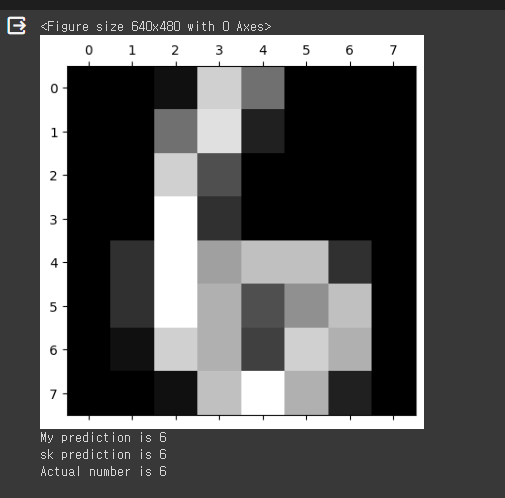 <Figure size 640x480 with 0 Axes>
0 1 2 3 4 5 6 7
0
1
2
3
4
5
6
7
My prediction is 6
sk prediction is 6
Actual number is 6